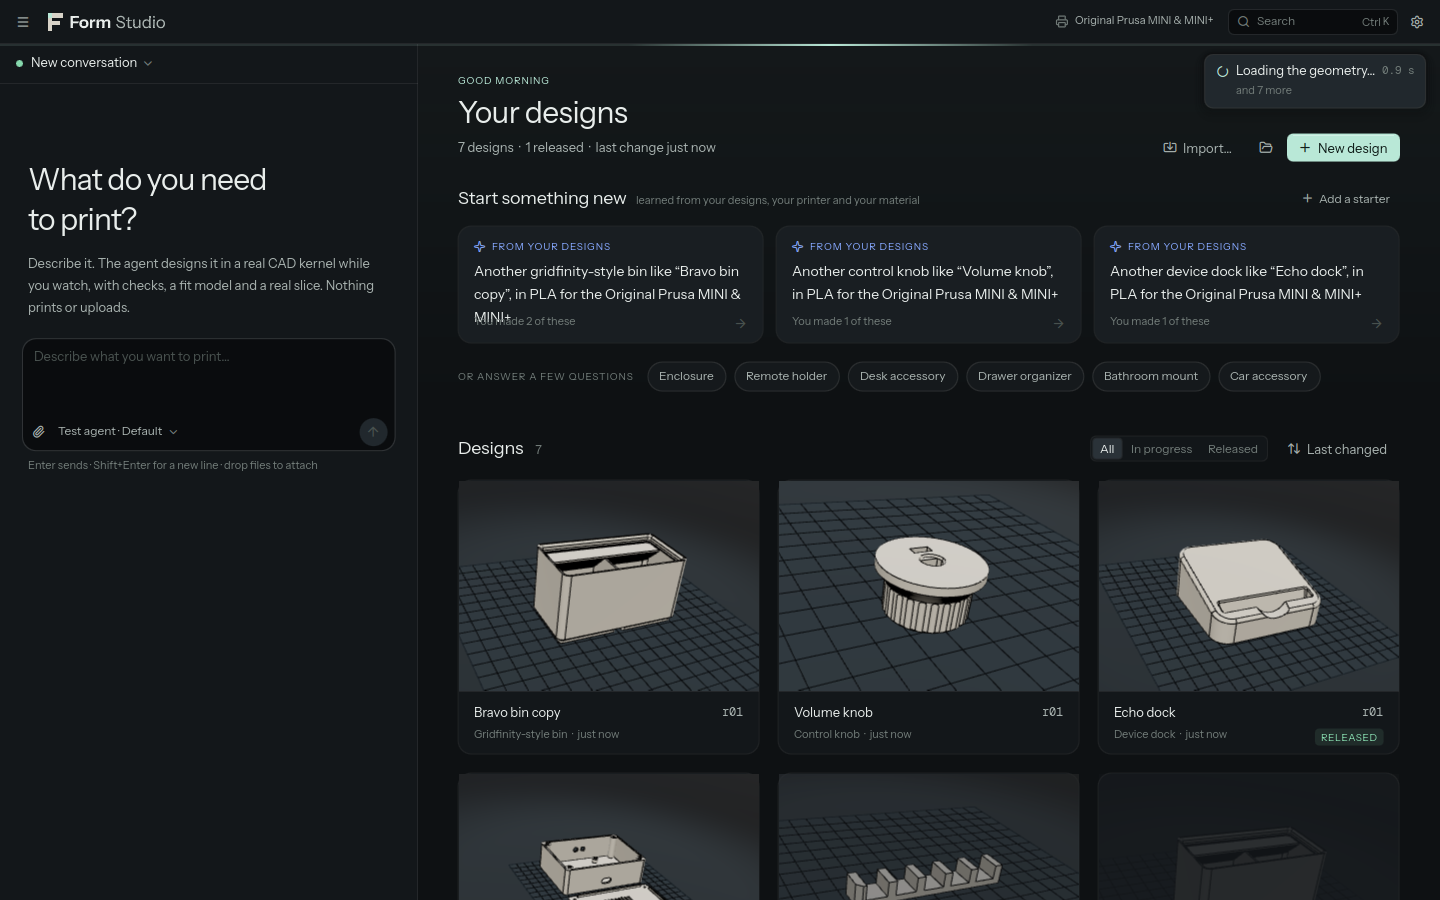 Form Studio
Original Prusa MINI & MINI+
Search
Ctrl K
New conversation
Loading the geometry... 0.9 s
and 7 more
GOOD MORNING
Your designs
7 designs · 1 released · last change just now
Import...
New design
What do you need
to print?
Describe it. The agent designs it in a real CAD kernel while
you watch, with checks, a fit model and a real slice. Nothing
prints or uploads.
Describe what you want to print...
Test agent · Default
Enter sends · Shift+Enter for a new line · drop files to attach
Start something new
learned from your designs, your printer and your material
Add a starter
FROM YOUR DESIGNS
Another gridfinity-style bin like “Bravo bin
copy”, in PLA for the Original Prusa MINI &
MINI+
You made 2 of these
FROM YOUR DESIGNS
Another control knob like “Volume knob”,
in PLA for the Original Prusa MINI & MINI+
You made 1 of these
FROM YOUR DESIGNS
Another device dock like “Echo dock”, in
PLA for the Original Prusa MINI & MINI+
You made 1 of these
OR ANSWER A FEW QUESTIONS
Enclosure
Remote holder
Desk accessory
Drawer organizer
Bathroom mount
Car accessory
Designs 7
All
In progress
Released
Last changed
Bravo bin copy
r01
Gridfinity-style bin · just now
Volume knob
r01
Control knob · just now
Echo dock
r01
Device dock · just now
RELEASED